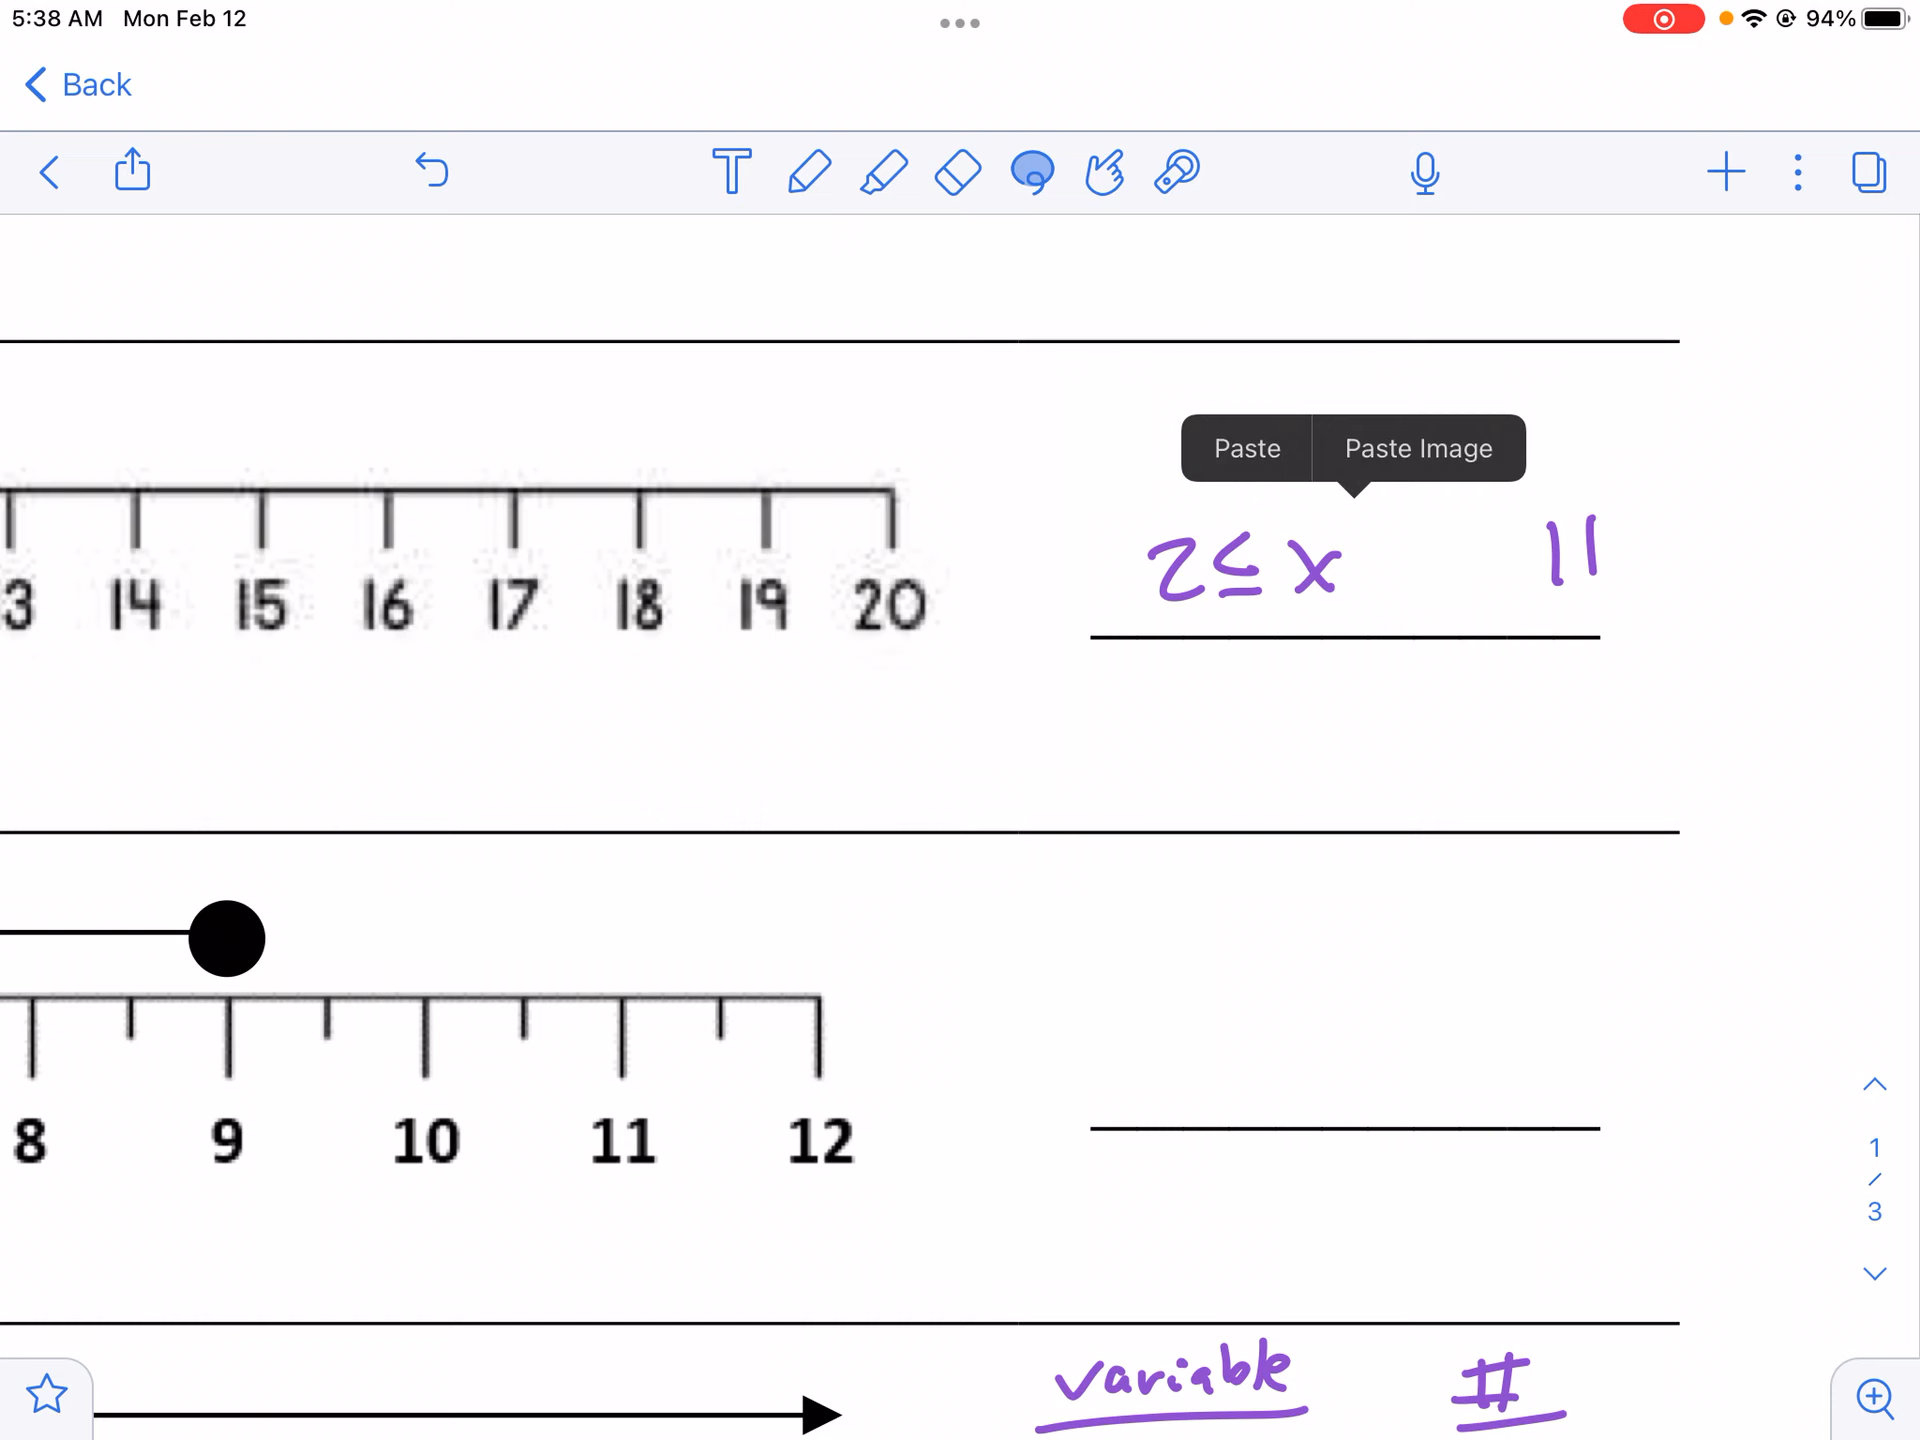 5:38 AM Mon Feb 12 94%
Back
Paste Paste Image
2 ≤ x 11
3 14 15 16 17 18 19 20
8 9 10 11 12
1
/
3
variable #